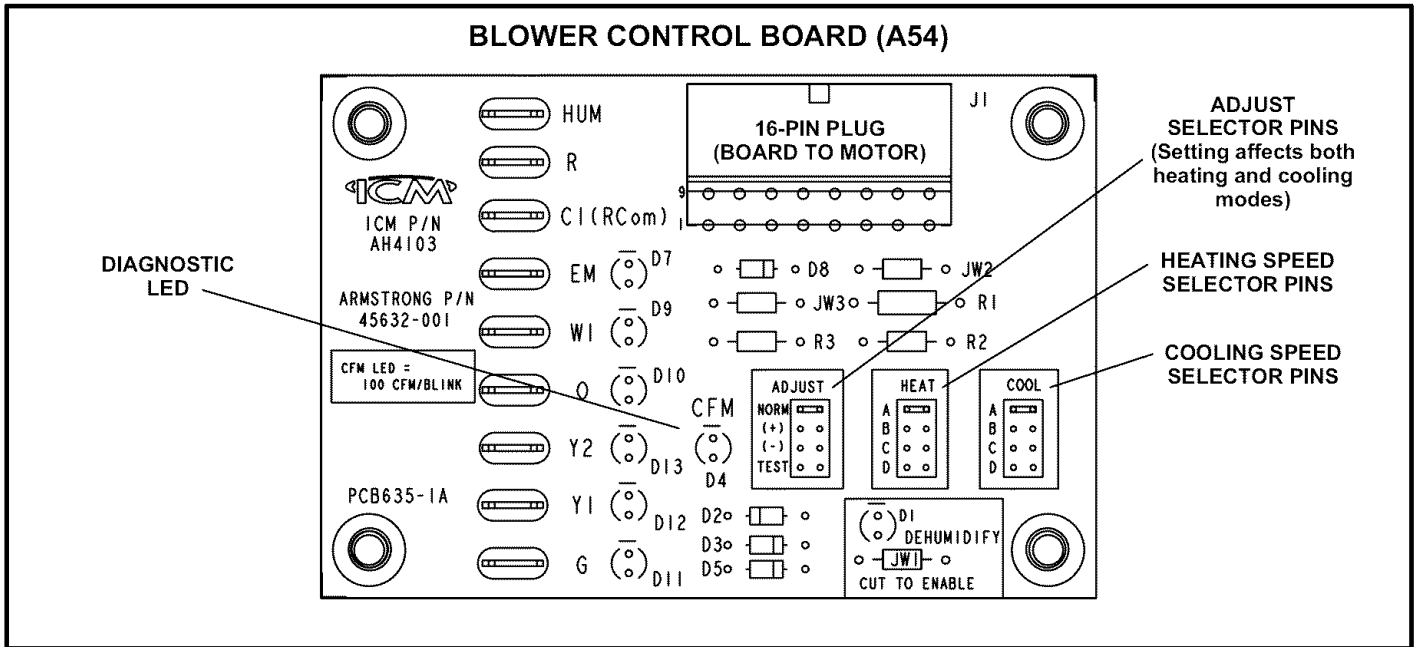 BLOWER CONTROL BOARD (A54)
HUM
R
C1(RCom)
EM
W1
O
Y2
Y1
G
ICM
ICM P/N
AH4103
ARMSTRONG P/N
45632-001
CFM LED =
100 CFM/BLINK
PCB635-1A
DIAGNOSTIC
LED
J1
16-PIN PLUG
(BOARD TO MOTOR)
9
1
D7
D9
D10
D13
D12
D11
D8
JW2
JW3
R1
R3
R2
CFM
D4
ADJUST
NORM
(+)
(-)
TEST
HEAT
A
B
C
D
COOL
A
B
C
D
D2
D3
D5
D1
DEHUMIDIFY
JW1
CUT TO ENABLE
ADJUST
SELECTOR PINS
(Setting affects both
heating and cooling
modes)
HEATING SPEED
SELECTOR PINS
COOLING SPEED
SELECTOR PINS